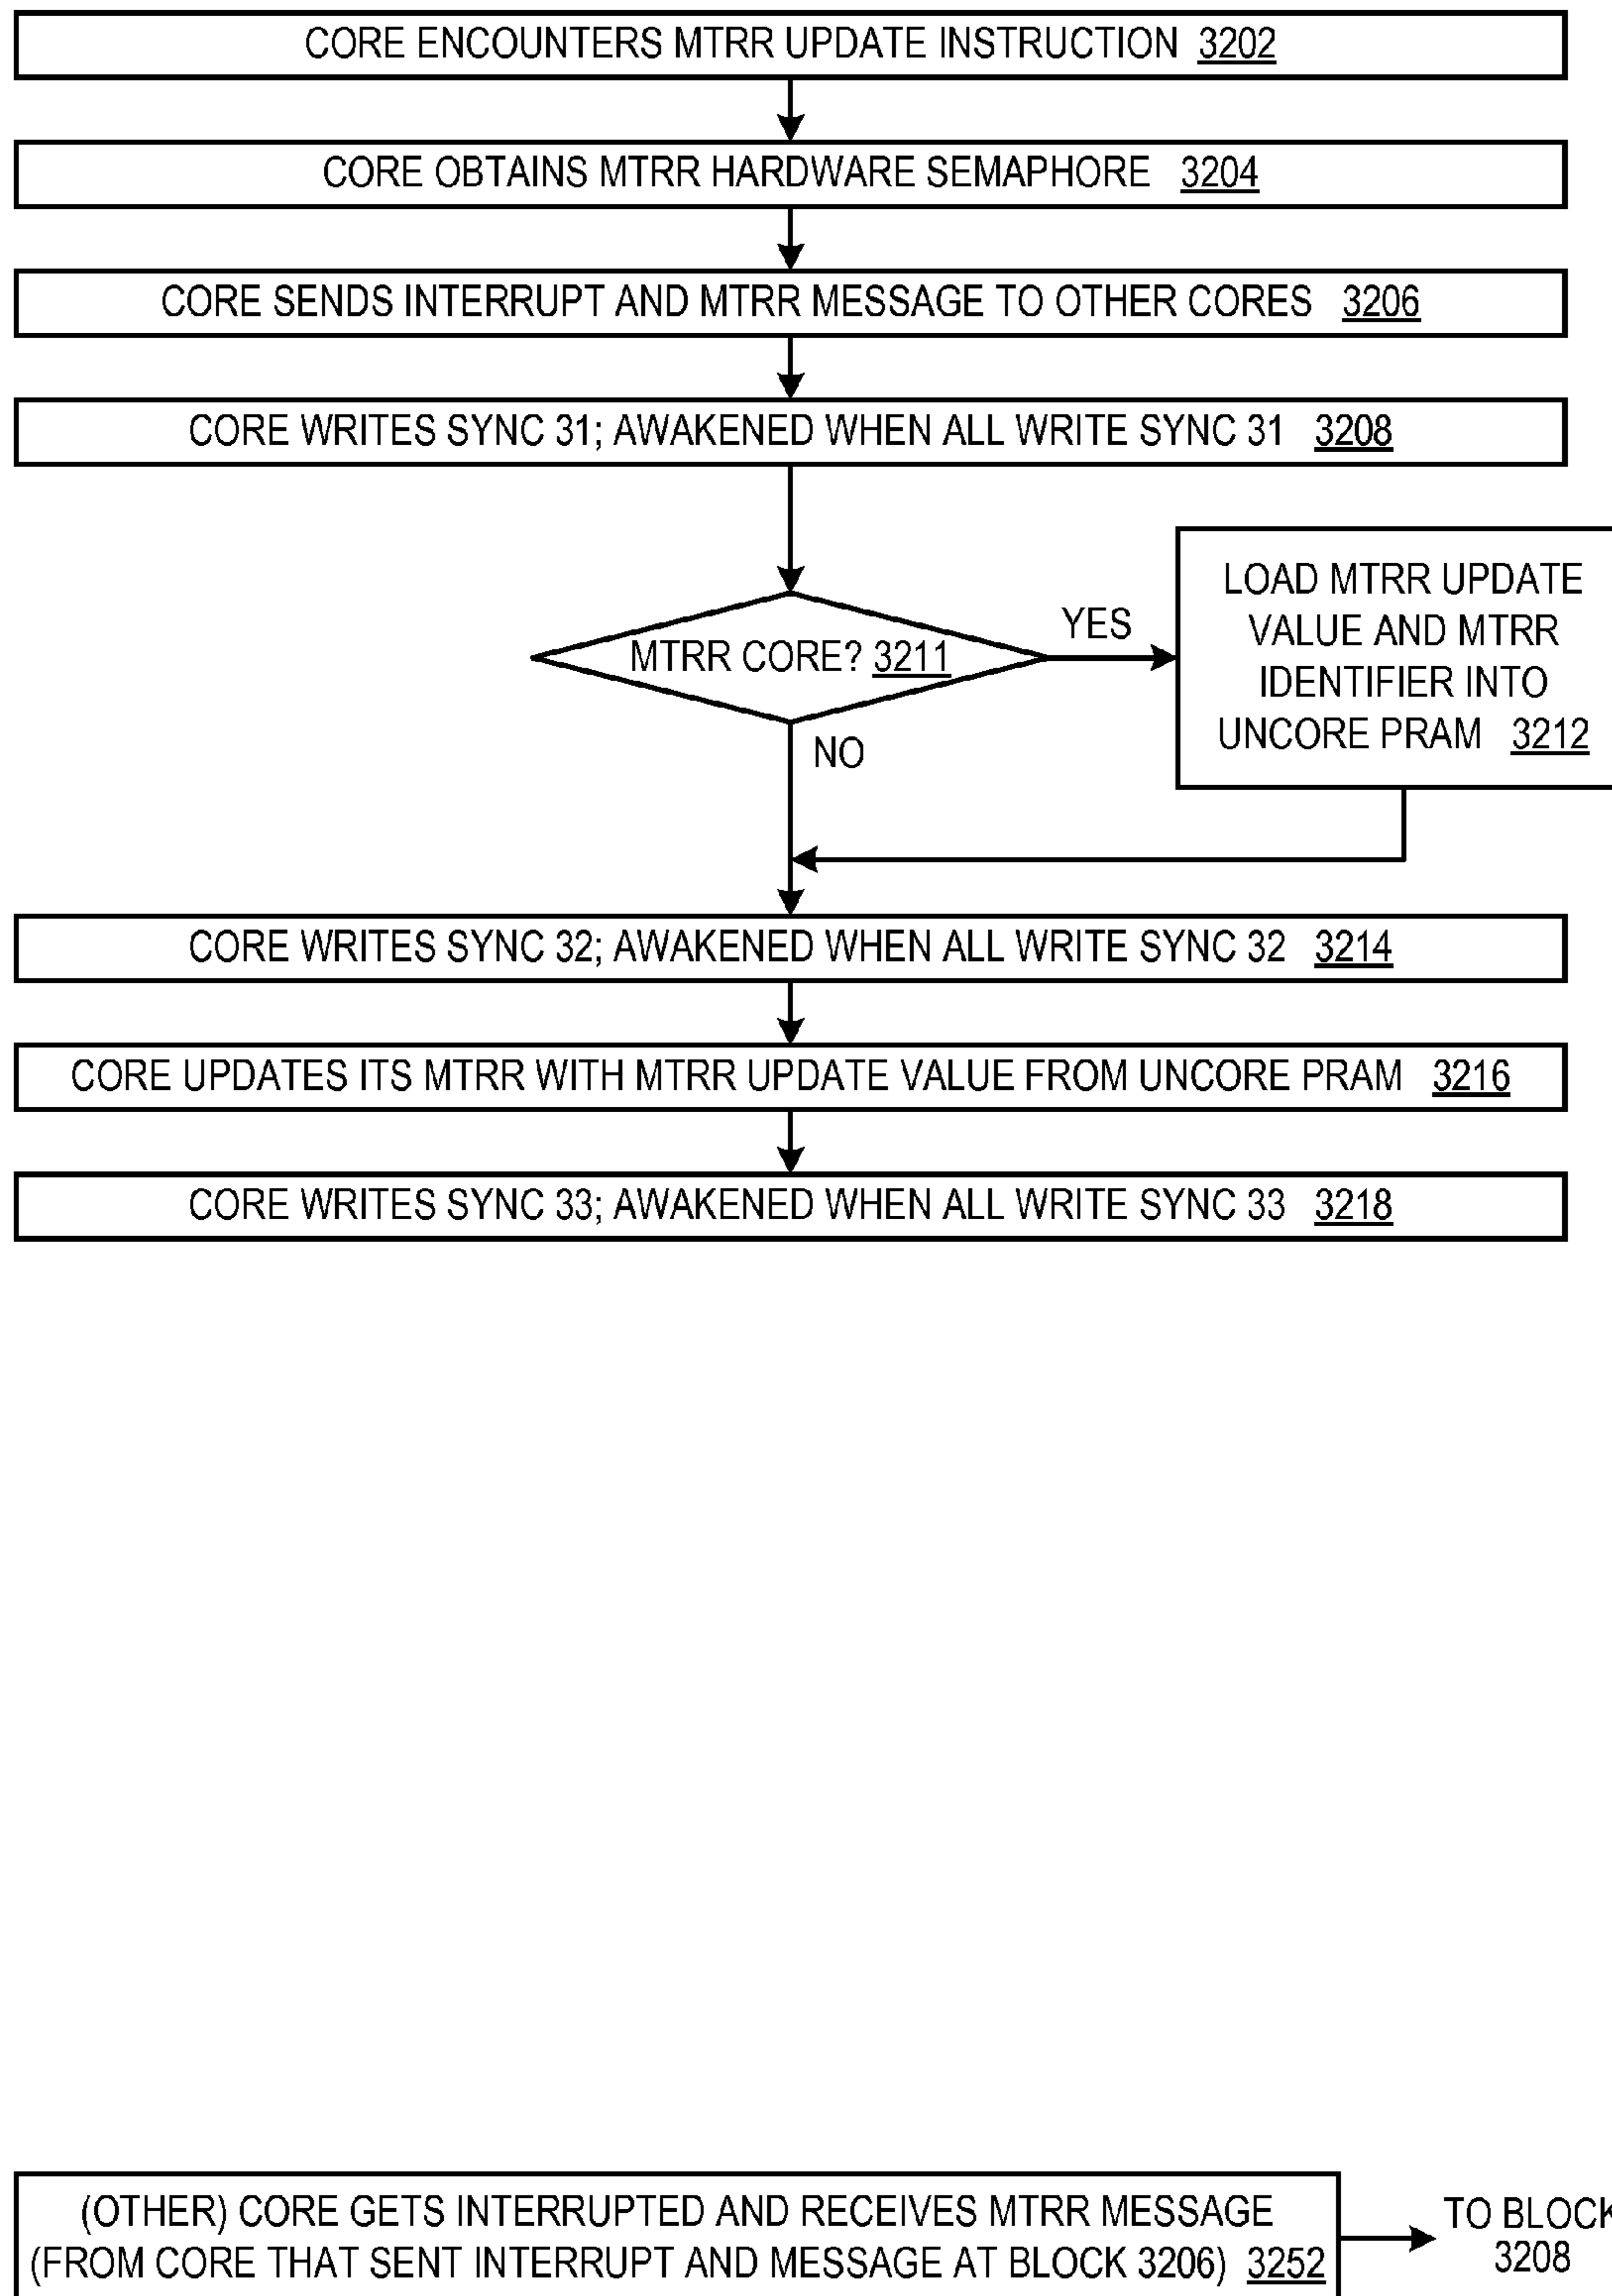 CORE ENCOUNTERS MTRR UPDATE INSTRUCTION 3202
CORE OBTAINS MTRR HARDWARE SEMAPHORE 3204
CORE SENDS INTERRUPT AND MTRR MESSAGE TO OTHER CORES 3206
CORE WRITES SYNC 31; AWAKENED WHEN ALL WRITE SYNC 31 3208
LOAD MTRR UPDATE
VALUE AND MTRR
IDENTIFIER INTO
UNCORE PRAM 3212
YES
MTRR CORE? 3211
NO
CORE WRITES SYNC 32; AWAKENED WHEN ALL WRITE SYNC 32 3214
CORE UPDATES ITS MTRR WITH MTRR UPDATE VALUE FROM UNCORE PRAM 3216
CORE WRITES SYNC 33; AWAKENED WHEN ALL WRITE SYNC 33 3218
(OTHER) CORE GETS INTERRUPTED AND RECEIVES MTRR MESSAGE
(FROM CORE THAT SENT INTERRUPT AND MESSAGE AT BLOCK 3206) 3252
TO BLOCK
3208